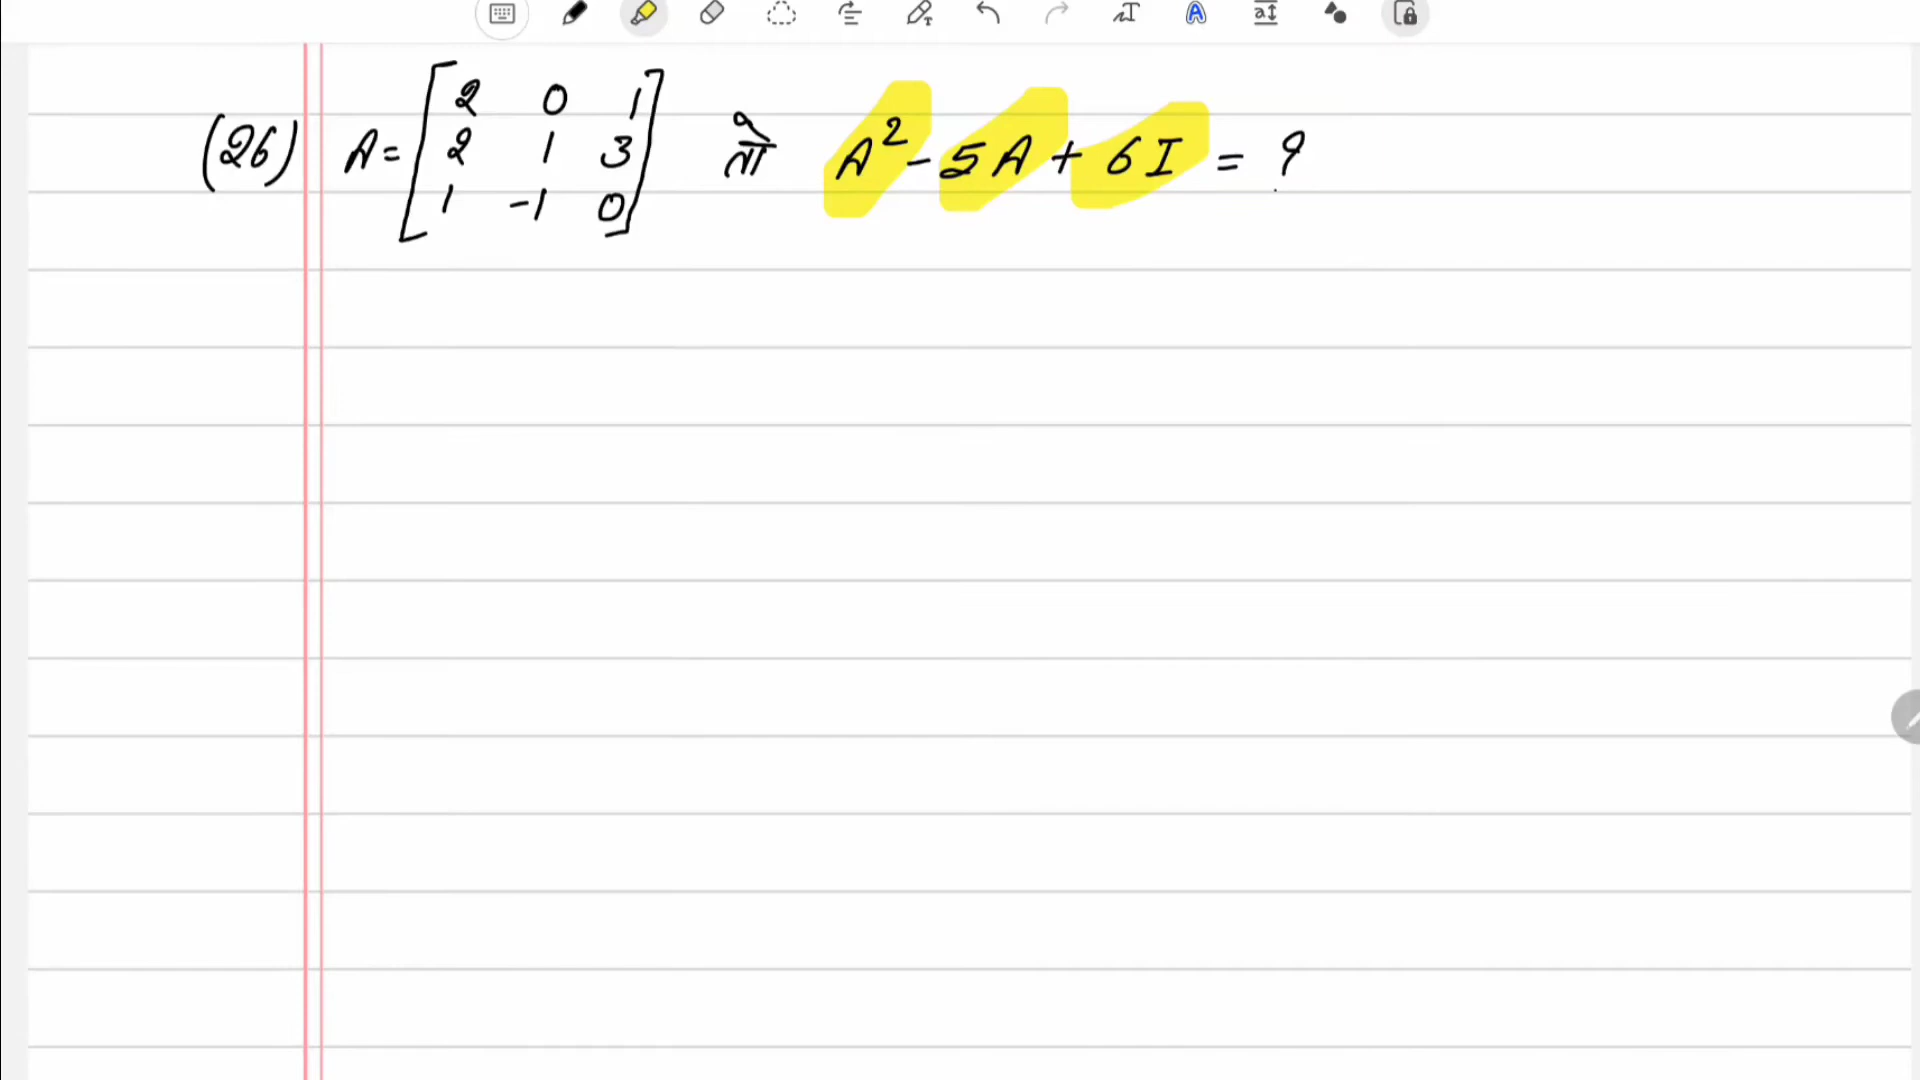 (26) A = [2 0 1
2 1 3
1 -1 0] तो A² - 5A + 6I = ?